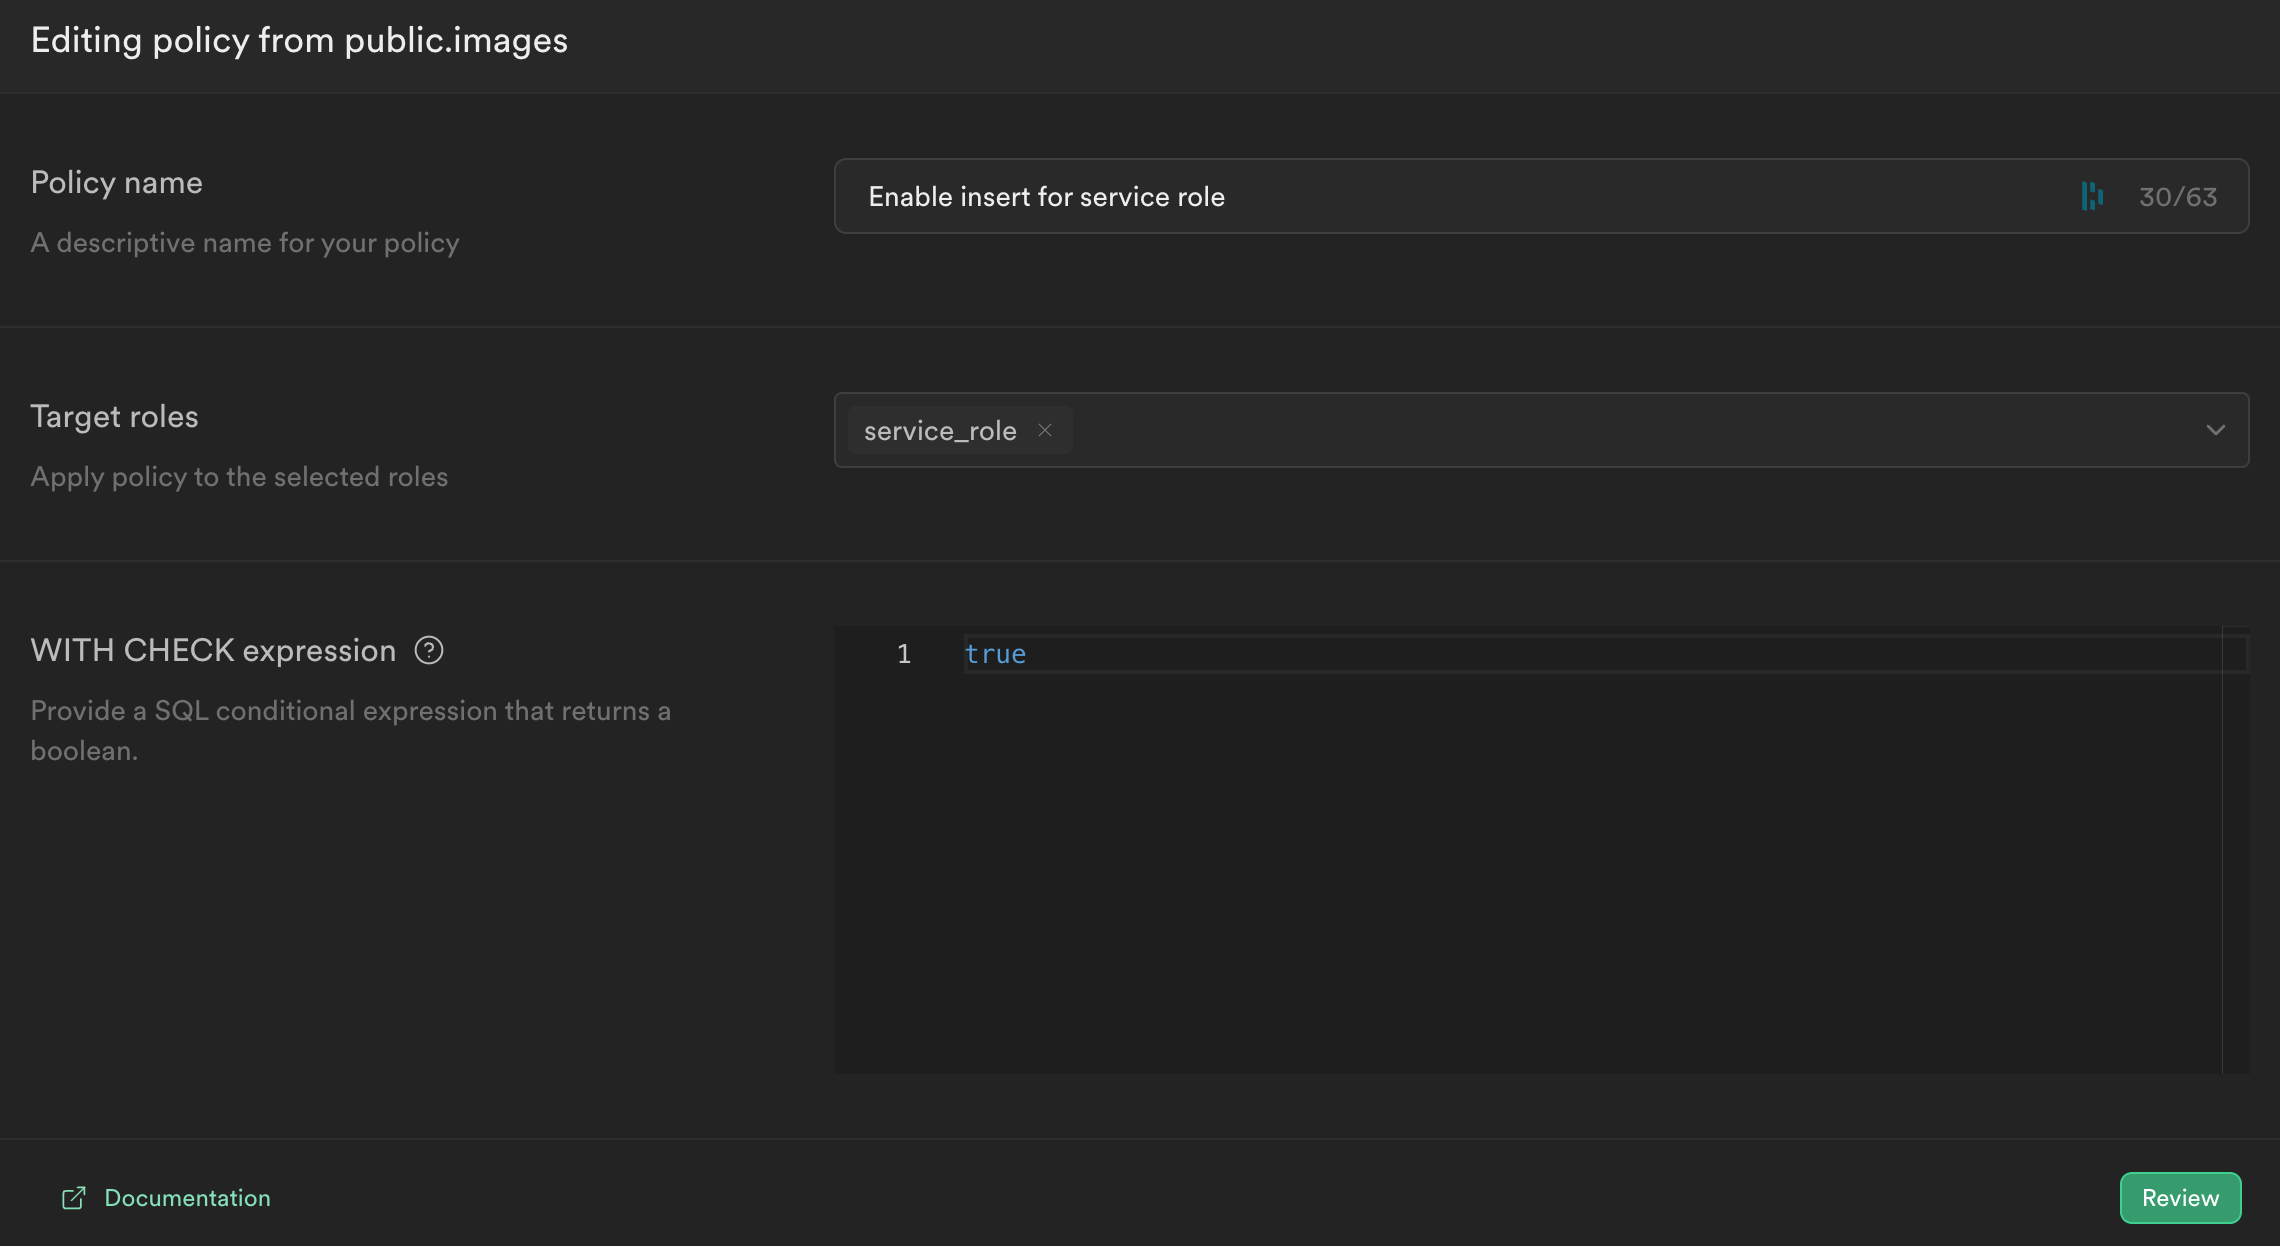 Editing policy from public.images
Policy name
A descriptive name for your policy
Enable insert for service role
30/63
Target roles
Apply policy to the selected roles
service_role
WITH CHECK expression
Provide a SQL conditional expression that returns a
boolean.
1 true
Documentation
Review